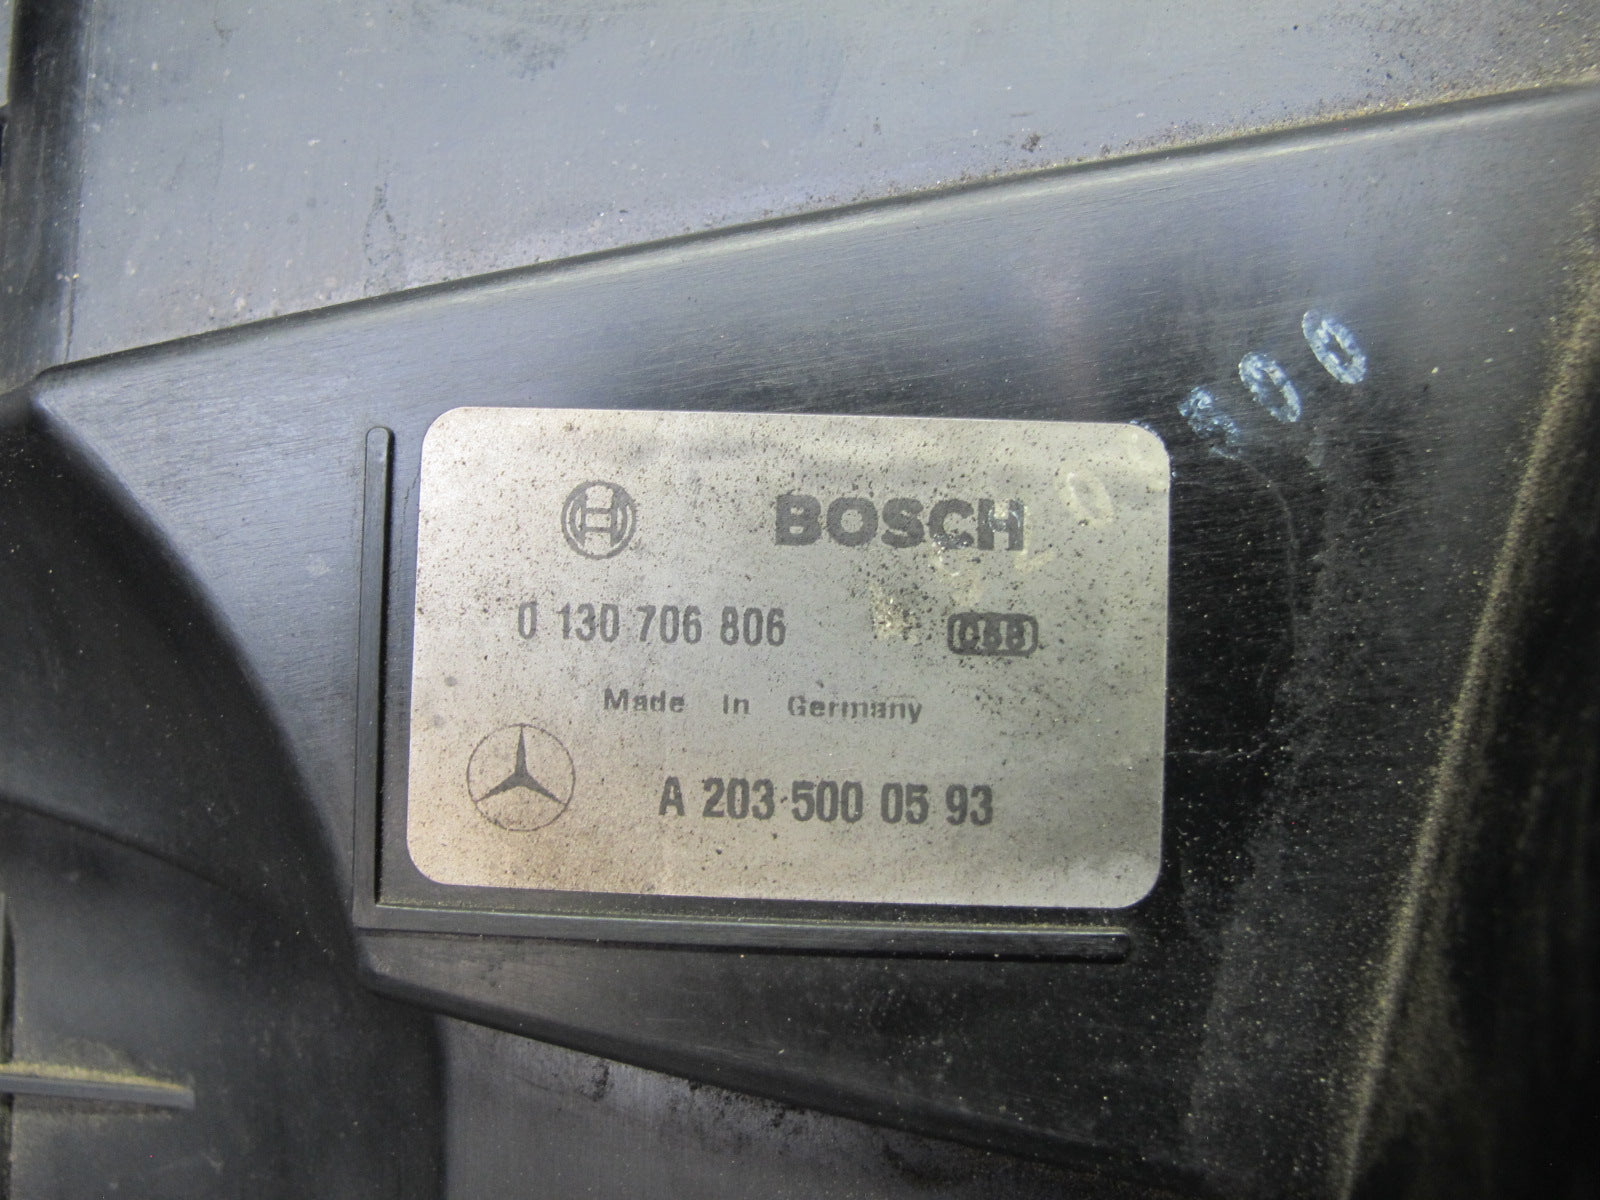 BOSCH
0 130 706 806
Made in Germany
A 203 500 05 93